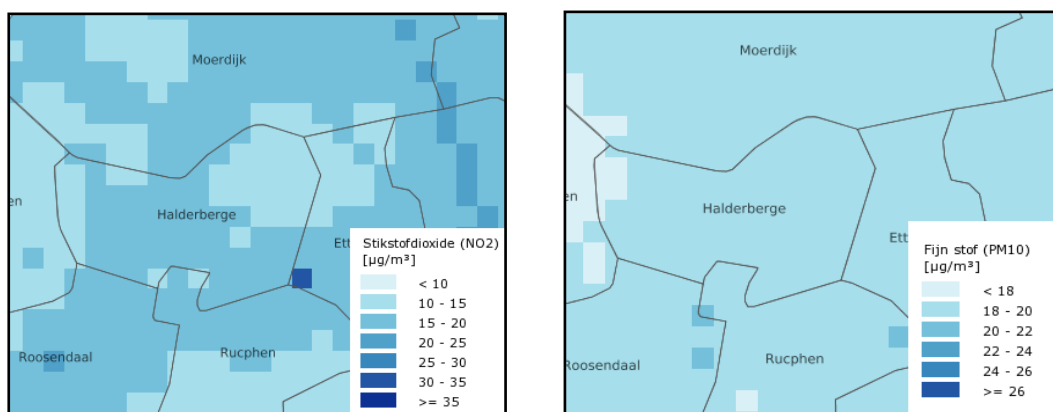 Moerdijk
Halderberge
en
Ett
Roosendaal
Rucphen
Stikstofdioxide (NO2)
[µg/m³]
< 10
10 - 15
15 - 20
20 - 25
25 - 30
30 - 35
>= 35
Moerdijk
en
Halderberge
Ett
Roosendaal
Rucphen
Fijn stof (PM10)
[µg/m³]
< 18
18 - 20
20 - 22
22 - 24
24 - 26
>= 26